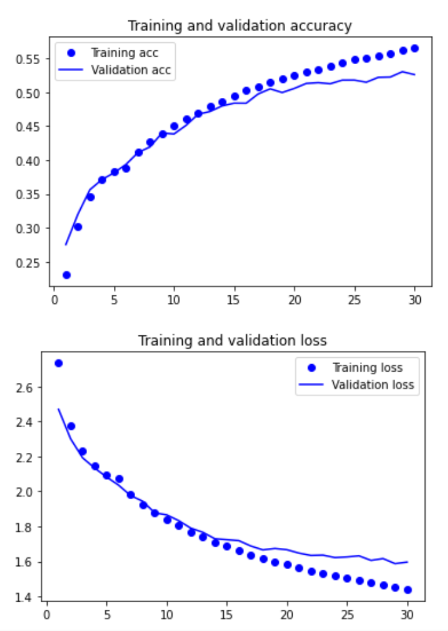 Training and validation accuracy
Training acc
Validation acc
0.55
0.50
0.45
0.40
0.35
0.30
0.25
0 5 10 15 20 25 30
Training and validation loss
Training loss
Validation loss
2.6
2.4
2.2
2.0
1.8
1.6
1.4
0 5 10 15 20 25 30